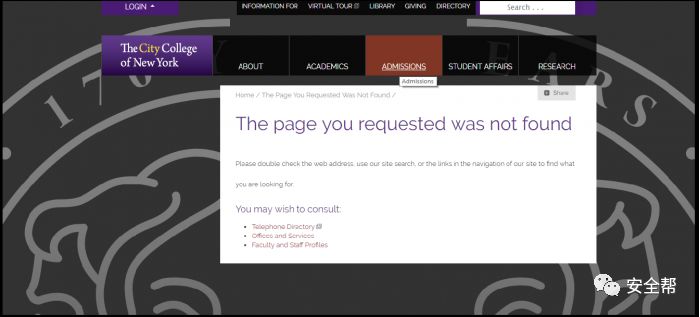 LOGIN
INFORMATION FOR VIRTUAL TOUR LIBRARY GIVING DIRECTORY
Search . . .
The City College
of New York
ABOUT ACADEMICS ADMISSIONS STUDENT AFFAIRS RESEARCH
Admissions
Home / The Page You Requested Was Not Found /
Share
The page you requested was not found
Please double check the web address, use our site search, or the links in the navigation of our site to find what
you are looking for.
You may wish to consult:
Telephone Directory
Offices and Services
Faculty and Staff Profiles
安全帮